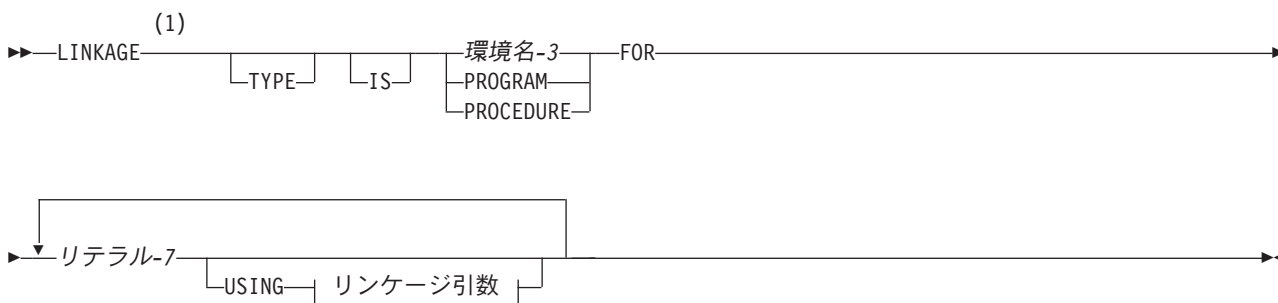 (1)
LINKAGE 環境名-3 FOR
TYPE IS PROGRAM
PROCEDURE
リテラル-7
USING リンケージ引数